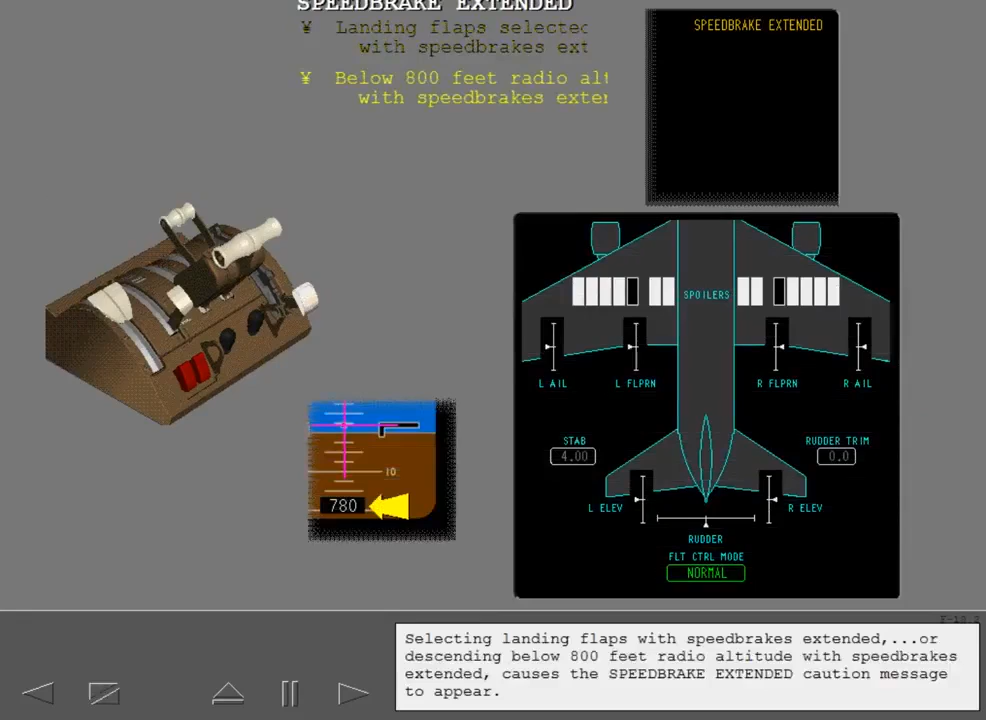 SPEEDBRAKE EXTENDED
¥ Landing flaps selected
with speedbrakes ext
¥ Below 800 feet radio alt
with speedbrakes exten
SPEEDBRAKE EXTENDED
SPOILERS
L AIL
L FLPRN
R FLPRN
R AIL
STAB
4.00
RUDDER TRIM
0.0
L ELEV
R ELEV
RUDDER
FLT CTRL MODE
NORMAL
10
780
Selecting landing flaps with speedbrakes extended,...or
descending below 800 feet radio altitude with speedbrakes
extended, causes the SPEEDBRAKE EXTENDED caution message
to appear.